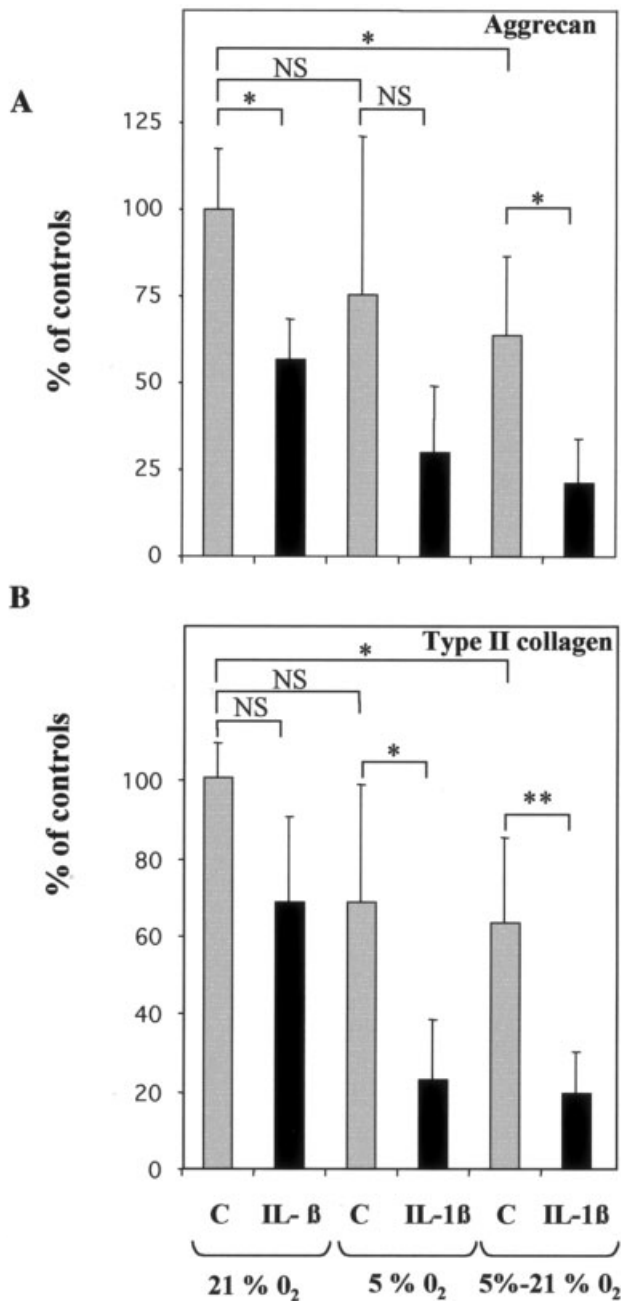 Aggrecan
*
NS
NS
*
A
125
*
100
75
50
25
0
% of controls
B
Type II collagen
*
NS
NS
*
**
100
80
60
40
20
0
% of controls
C IL- ß C IL-1ß C IL-1ß
21 % 0₂ 5 % 0₂ 5%-21 % 0₂